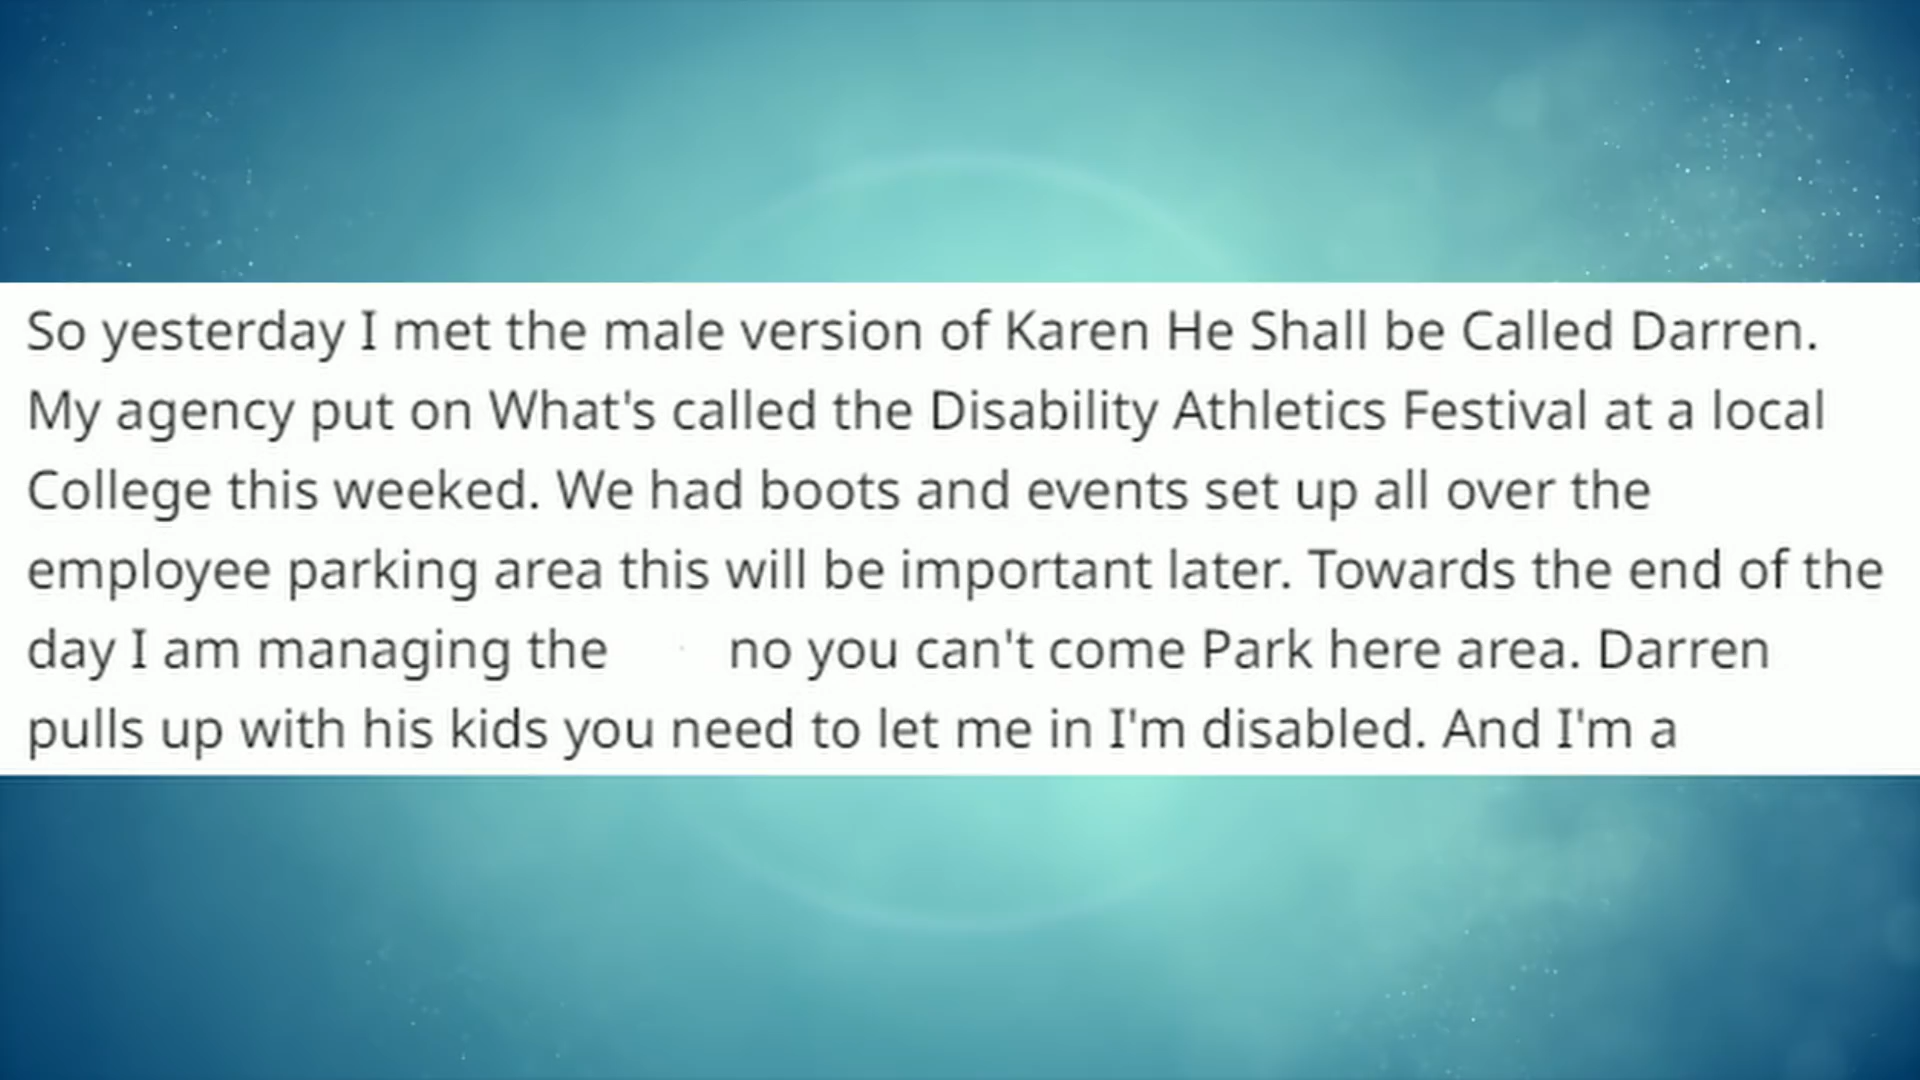 So yesterday I met the male version of Karen He Shall be Called Darren.
My agency put on What's called the Disability Athletics Festival at a local
College this weeked. We had boots and events set up all over the
employee parking area this will be important later. Towards the end of the
day I am managing the no you can't come Park here area. Darren
pulls up with his kids you need to let me in I'm disabled. And I'm a